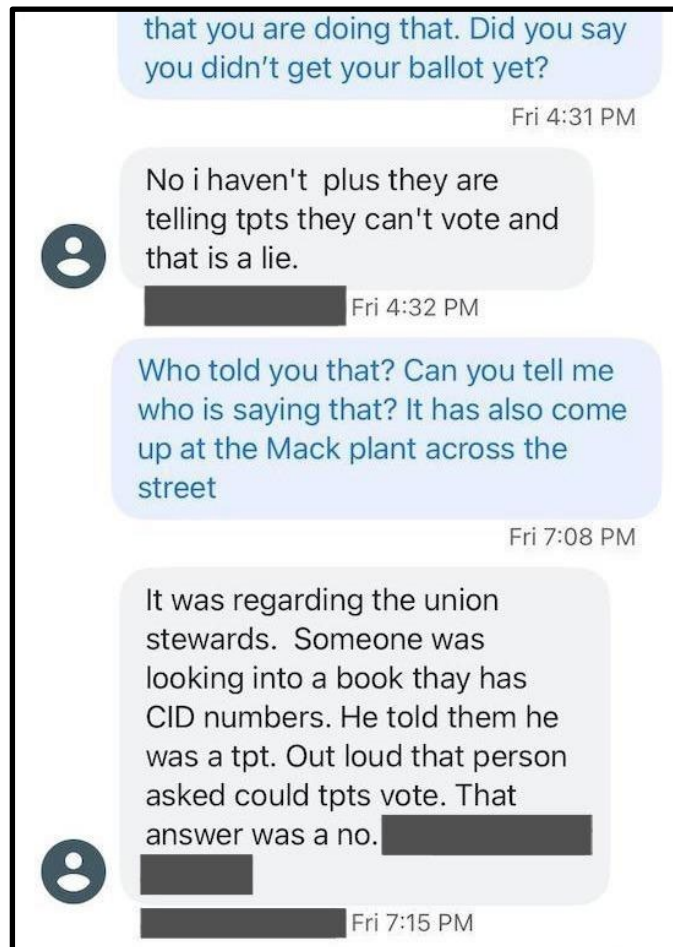 that you are doing that. Did you say
you didn't get your ballot yet?
Fri 4:31 PM
No i haven't plus they are
telling tpts they can't vote and
that is a lie.
Fri 4:32 PM
Who told you that? Can you tell me
who is saying that? It has also come
up at the Mack plant across the
street
Fri 7:08 PM
It was regarding the union
stewards. Someone was
looking into a book thay has
CID numbers. He told them he
was a tpt. Out loud that person
asked could tpts vote. That
answer was a no.
Fri 7:15 PM